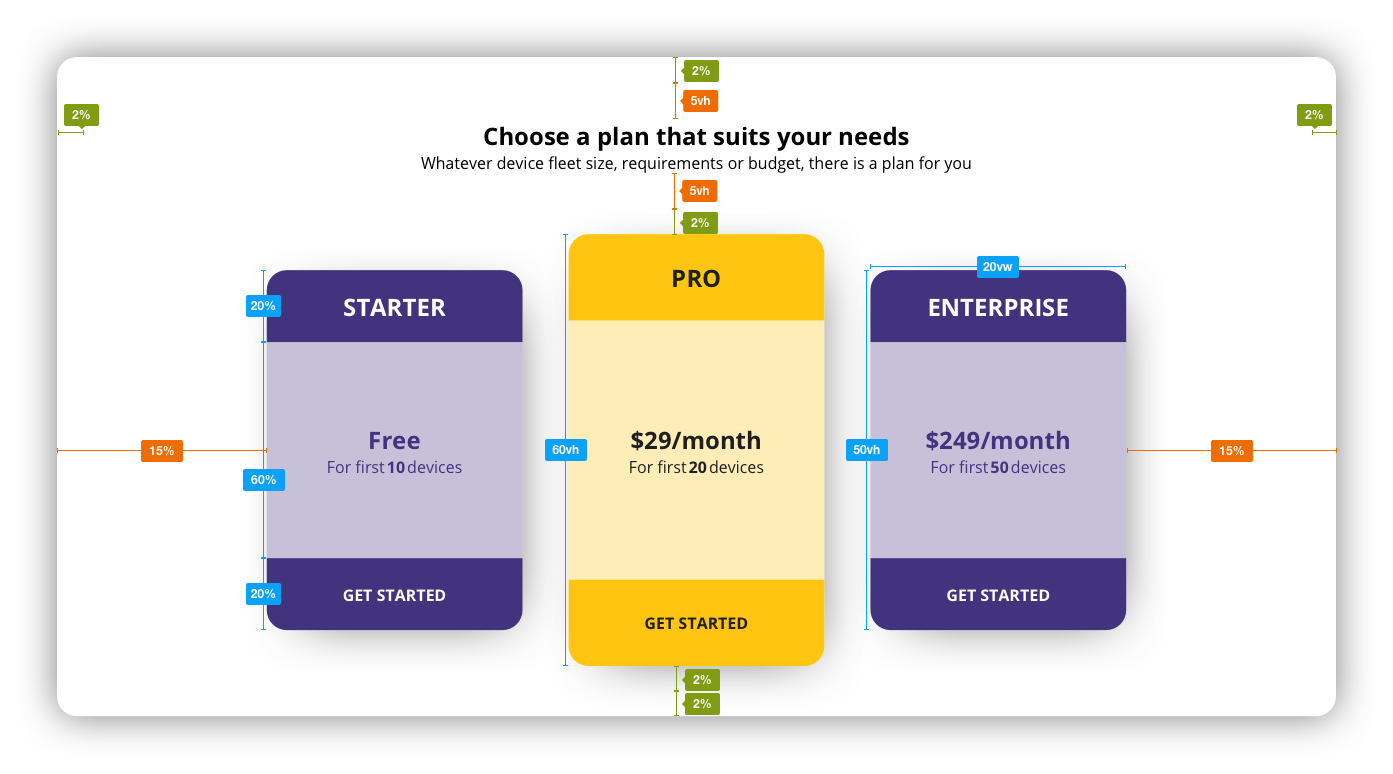 2%
5vh
2%
2%
Choose a plan that suits your needs
Whatever device fleet size, requirements or budget, there is a plan for you
5vh
2%
20vw
PRO
20%
STARTER
ENTERPRISE
Free
$29/month
$249/month
15%
60vh
50vh
15%
For first 10 devices
For first 20 devices
For first 50 devices
60%
20%
GET STARTED
GET STARTED
GET STARTED
2%
2%